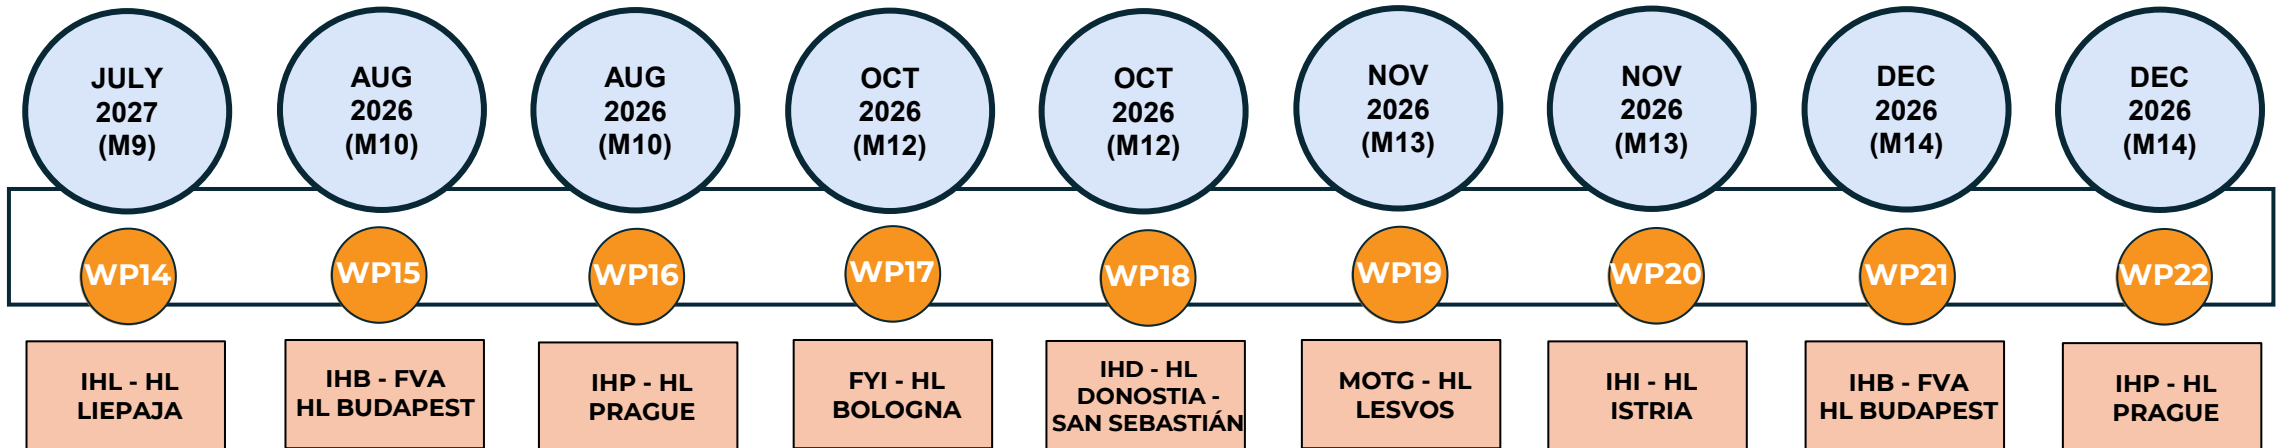 JULY
2027
(M9)
AUG
2026
(M10)
AUG
2026
(M10)
OCT
2026
(M12)
OCT
2026
(M12)
NOV
2026
(M13)
NOV
2026
(M13)
DEC
2026
(M14)
DEC
2026
(M14)
WP14
WP15
WP16
WP17
WP18
WP19
WP20
WP21
WP22
IHL - HL
LIEPAJA
IHB - FVA
HL BUDAPEST
IHP - HL
PRAGUE
FYI - HL
BOLOGNA
IHD - HL
DONOSTIA -
SAN SEBASTIÁN
MOTG - HL
LESVOS
IHI - HL
ISTRIA
IHB - FVA
HL BUDAPEST
IHP - HL
PRAGUE